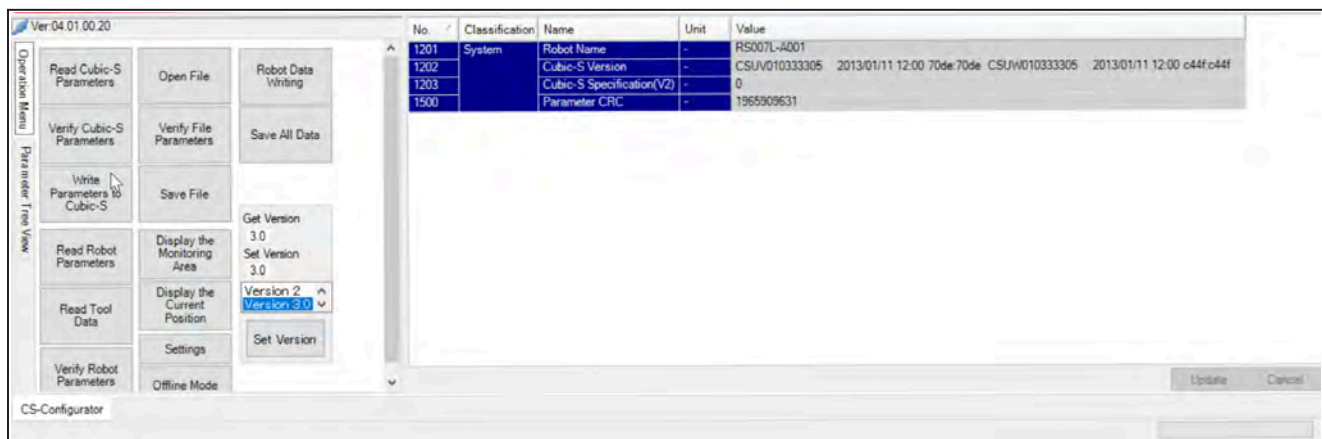 Ver:04.01.00.20
Operation Menu
Parameter Tree View
Read Cubic-S
Parameters
Open File
Robot Data
Writing
Verify Cubic-S
Parameters
Verify File
Parameters
Save All Data
Write
Parameters to
Cubic-S
Save File
Get Version
3.0
Set Version
3.0
Version 2
Version 3.0
Set Version
Read Robot
Parameters
Display the
Monitoring
Area
Read Tool
Data
Display the
Current
Position
Settings
Verify Robot
Parameters
Offline Mode
No. Classification Name Unit Value
1201 System Robot Name - RS007L-A001
1202 Cubic-S Version - CSUV010333305 2013/01/11 12:00 70de:70de CSUW010333305 2013/01/11 12:00 c44f:c44f
1203 Cubic-S Specification(V2) - 0
1500 Parameter CRC - 1965909631
Update Cancel
CS-Configurator